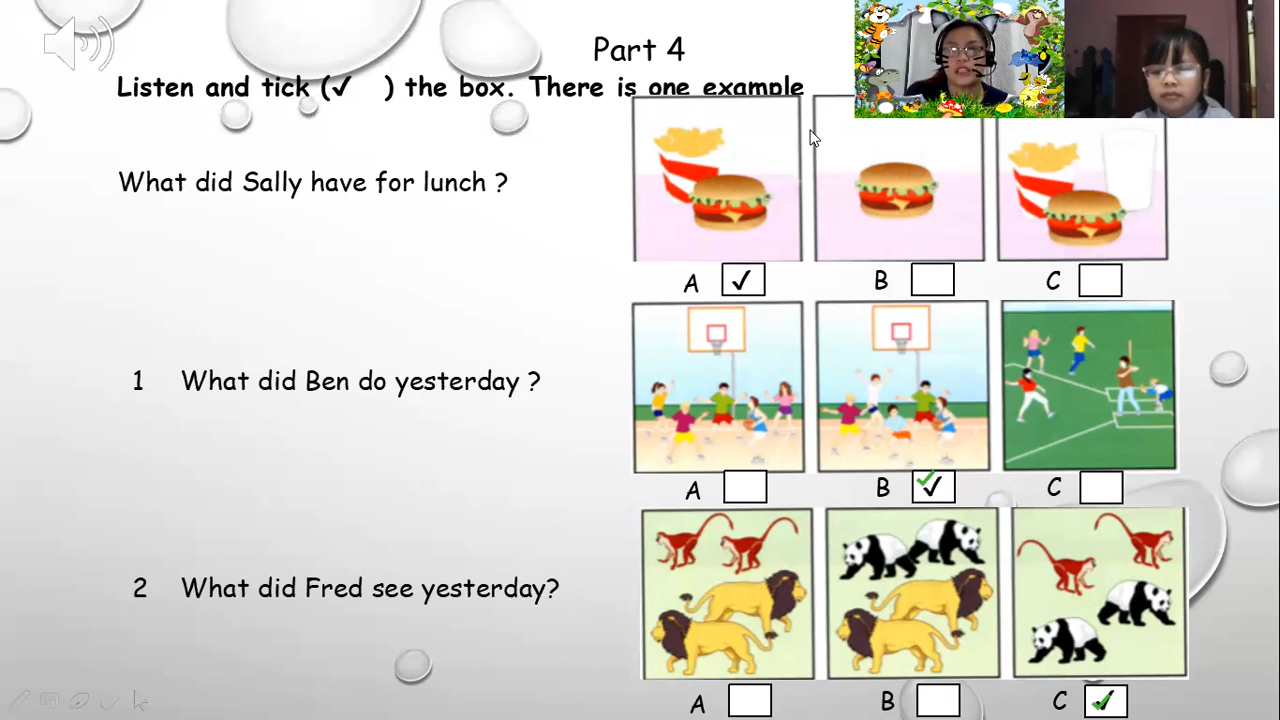 Part 4
Listen and tick (✓ ) the box. There is one example
What did Sally have for lunch ?
A ✓ B C
1 What did Ben do yesterday ?
A B ✓ C
2 What did Fred see yesterday?
A B C ✓